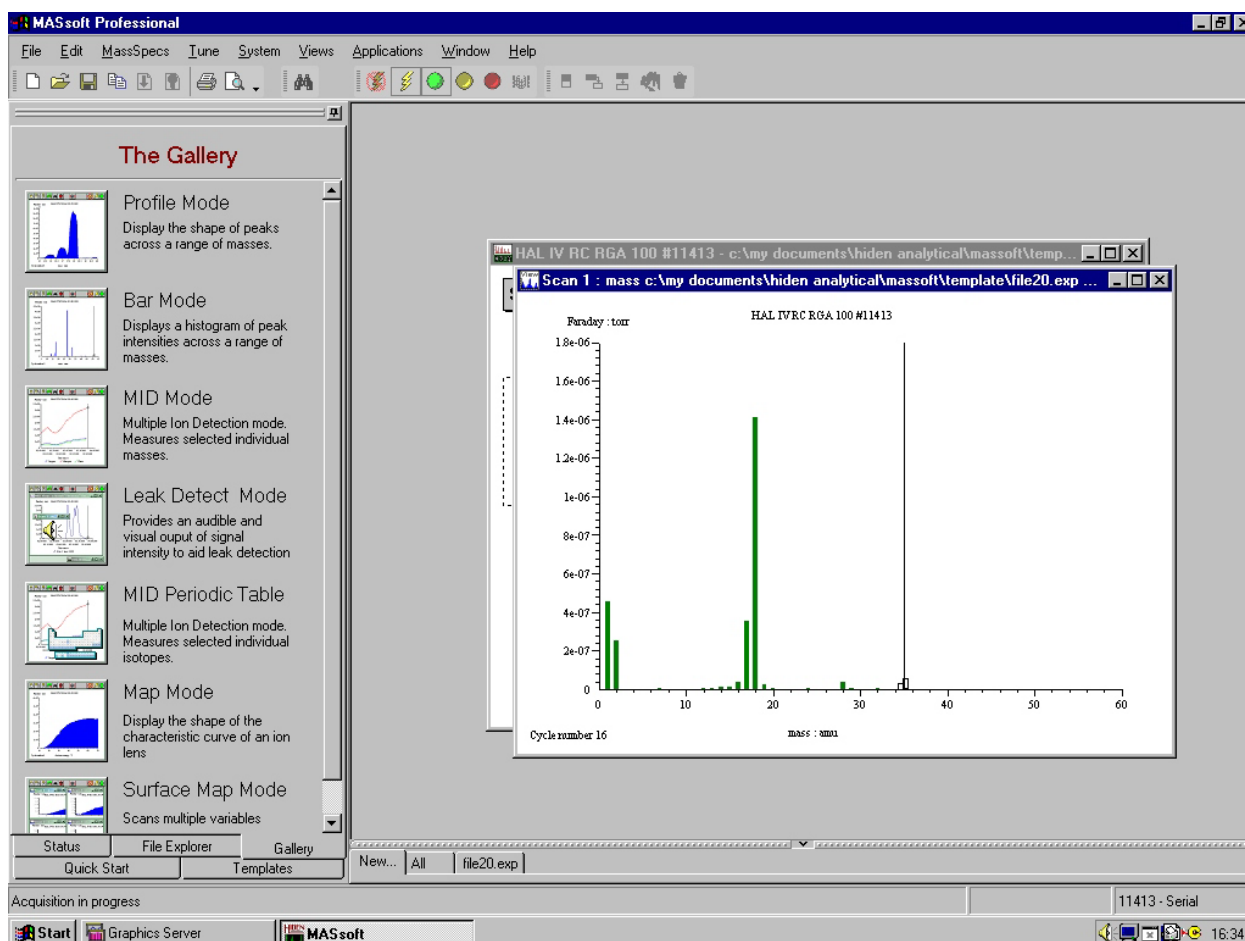 MASsoft Professional
File Edit MassSpecs Tune System Views Applications Window Help
The Gallery
Profile Mode
Display the shape of peaks
across a range of masses.
Bar Mode
Displays a histogram of peak
intensities across a range of
masses.
MID Mode
Multiple Ion Detection mode.
Measures selected individual
masses.
Leak Detect Mode
Provides an audible and
visual ouput of signal
intensity to aid leak detection
MID Periodic Table
Multiple Ion Detection mode.
Measures selected individual
isotopes.
Map Mode
Display the shape of the
characteristic curve of an ion
lens
Surface Map Mode
Scans multiple variables
Status File Explorer Gallery
Quick Start Templates
HAL IV RC RGA 100 #11413 - c:\my documents\hiden analytical\massoft\temp...
Scan 1 : mass c:\my documents\hiden analytical\massoft\template\file20.exp ...
Faraday : torr
HAL IV RC RGA 100 #11413
1.8e-06
1.6e-06
1.4e-06
1.2e-06
1e-06
8e-07
6e-07
4e-07
2e-07
0
0 10 20 30 40 50 60
Cycle number 16
mass : amu
New... All file20.exp
Acquisition in progress
11413 - Serial
Start Graphics Server MASsoft 16:34